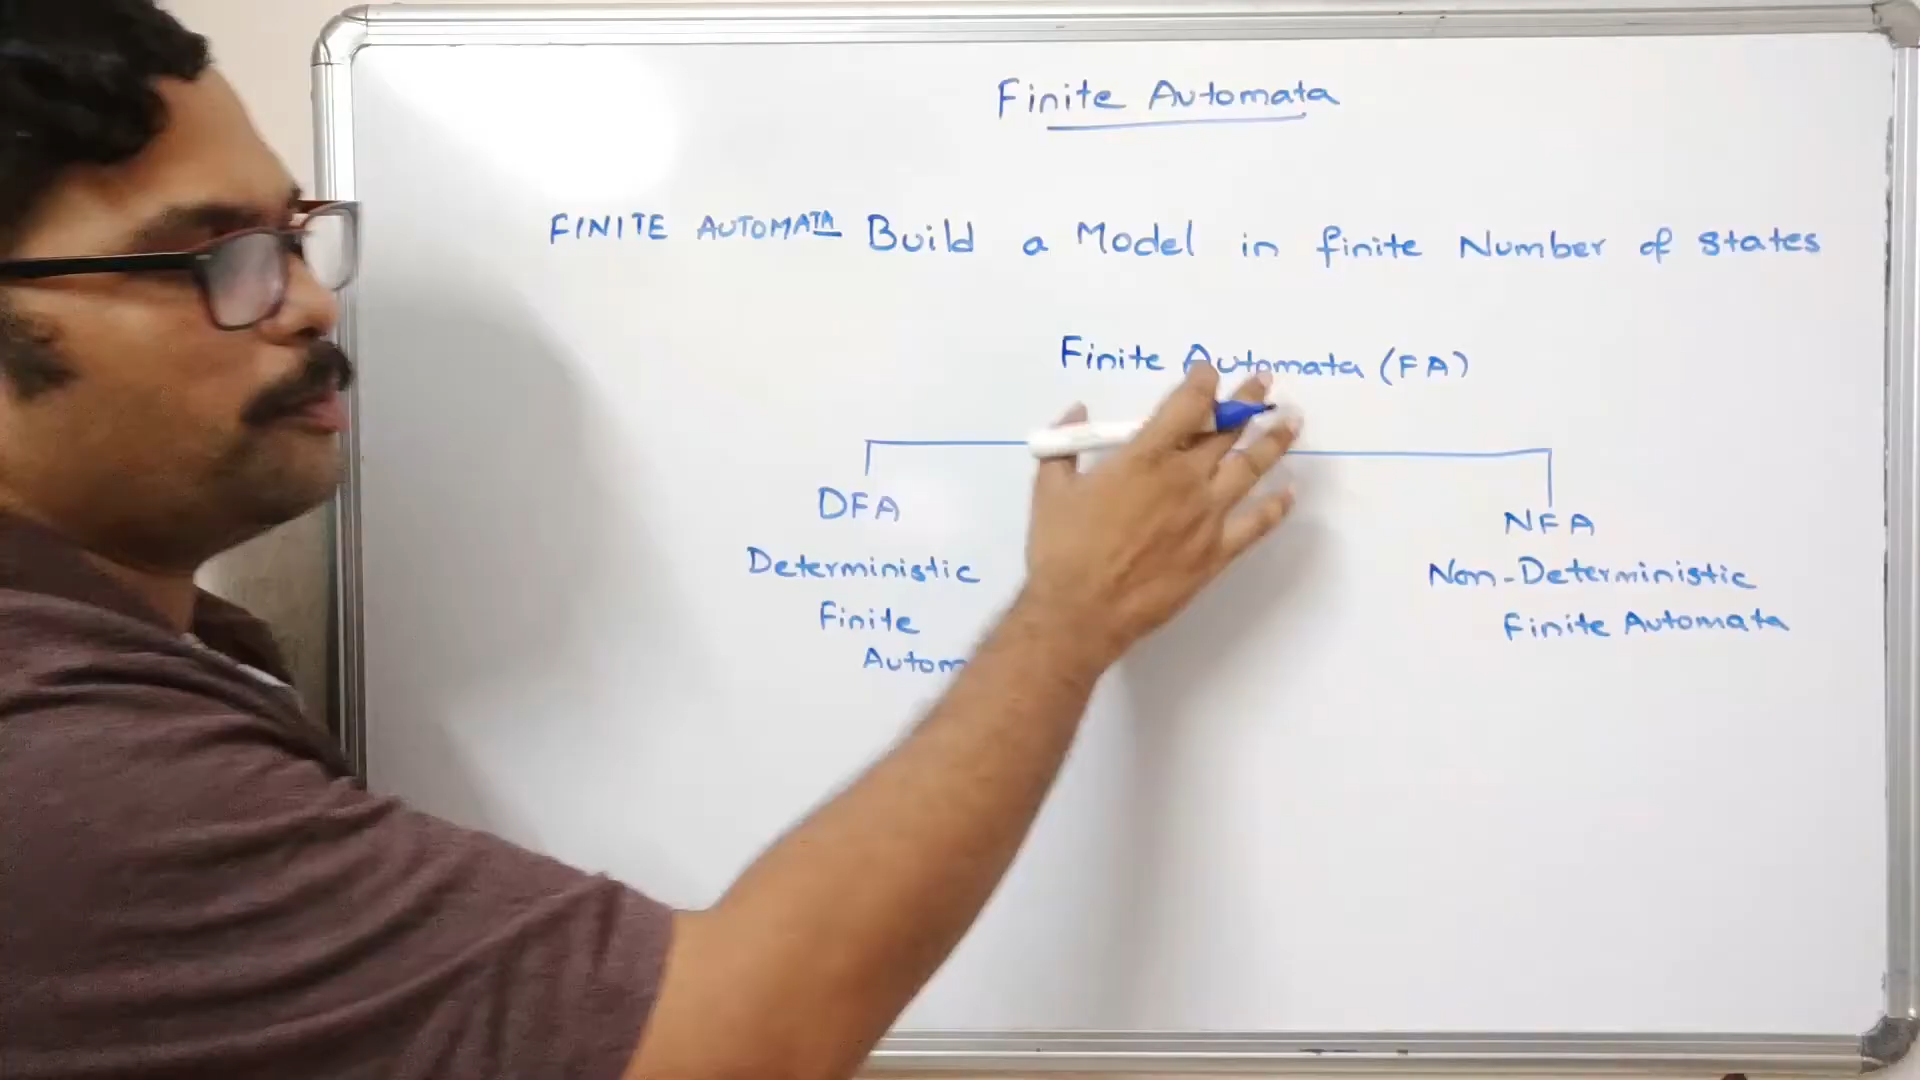 Finite Automata
FINITE AUTOMATA Build a Model in finite Number of states
Finite Automata (FA)
DFA
NFA
Deterministic
Finite
Non-Deterministic
Finite Automata